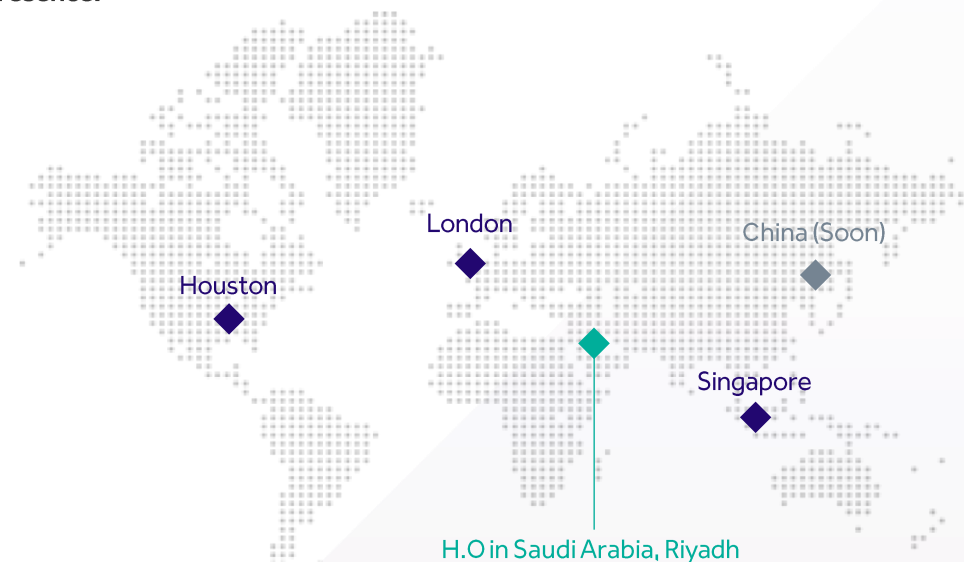 London
China (Soon)
Houston
Singapore
H.O in Saudi Arabia, Riyadh